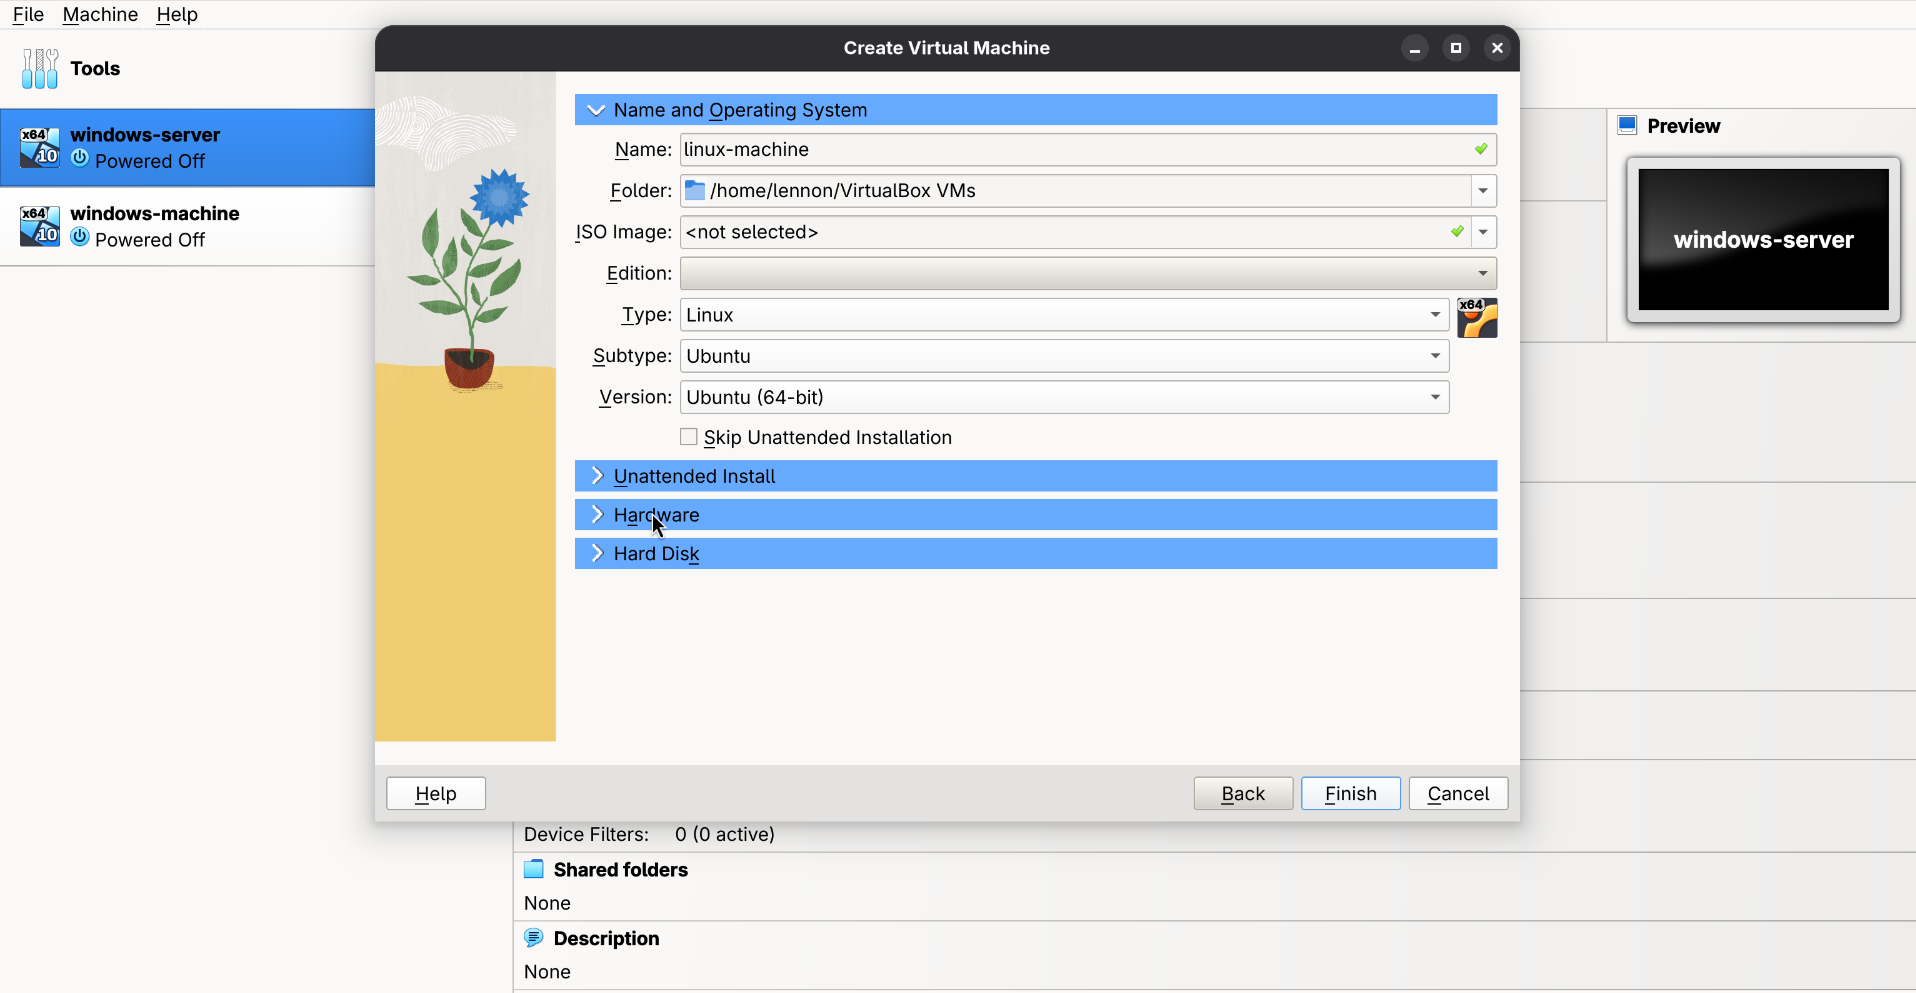 File Machine Help
Create Virtual Machine
Tools
x64 windows-server
10 Powered Off
x64 windows-machine
10 Powered Off
Name and Operating System
Name: linux-machine
Folder: /home/lennon/VirtualBox VMs
ISO Image: <not selected>
Edition:
Type: Linux x64
Subtype: Ubuntu
Version: Ubuntu (64-bit)
Skip Unattended Installation
Unattended Install
Hardware
Hard Disk
Help Back Finish Cancel
Preview
windows-server
Device Filters: 0 (0 active)
Shared folders
None
Description
None